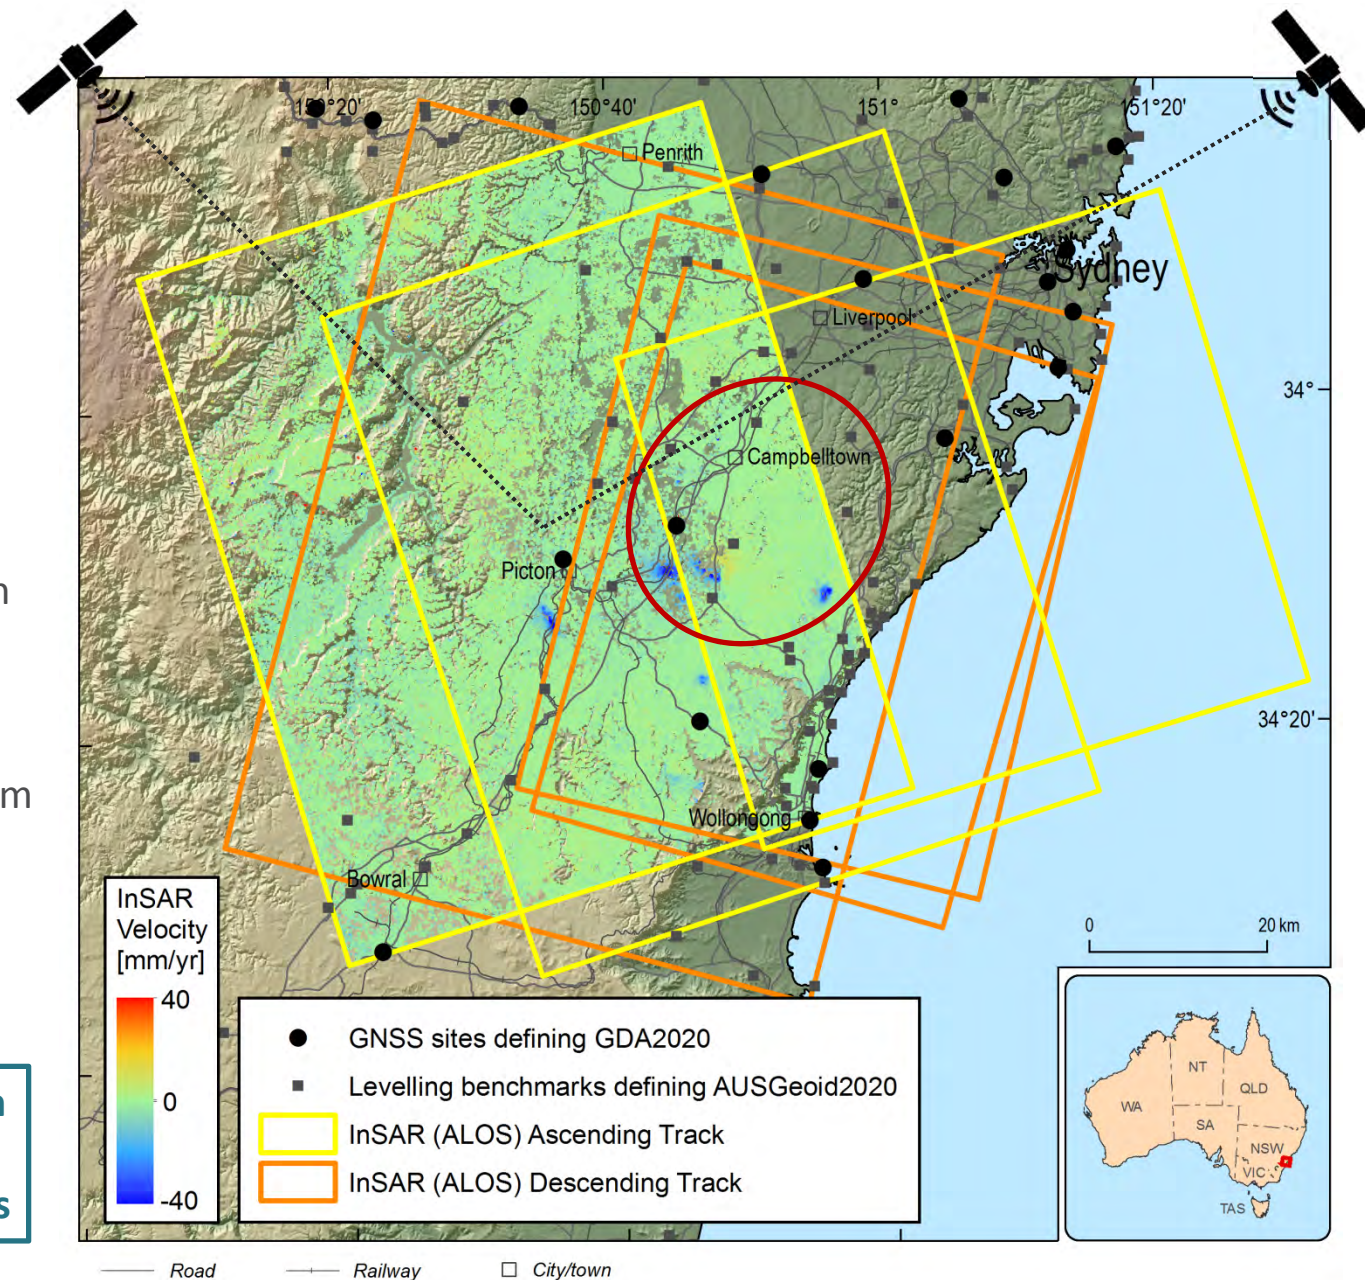 150°20'
150°40'
151°
151°20'
Penrith
Sydney
Liverpool
34°
Campbelltown
Picton
n
34°20'
m
Wollongong
Bowral
InSAR
Velocity
[mm/yr]
40
0
-40
0 20 km
GNSS sites defining GDA2020
Levelling benchmarks defining AUSGeoid2020
InSAR (ALOS) Ascending Track
InSAR (ALOS) Descending Track
n
s
NT
QLD
WA
SA
NSW
VIC
TAS
Road Railway City/town